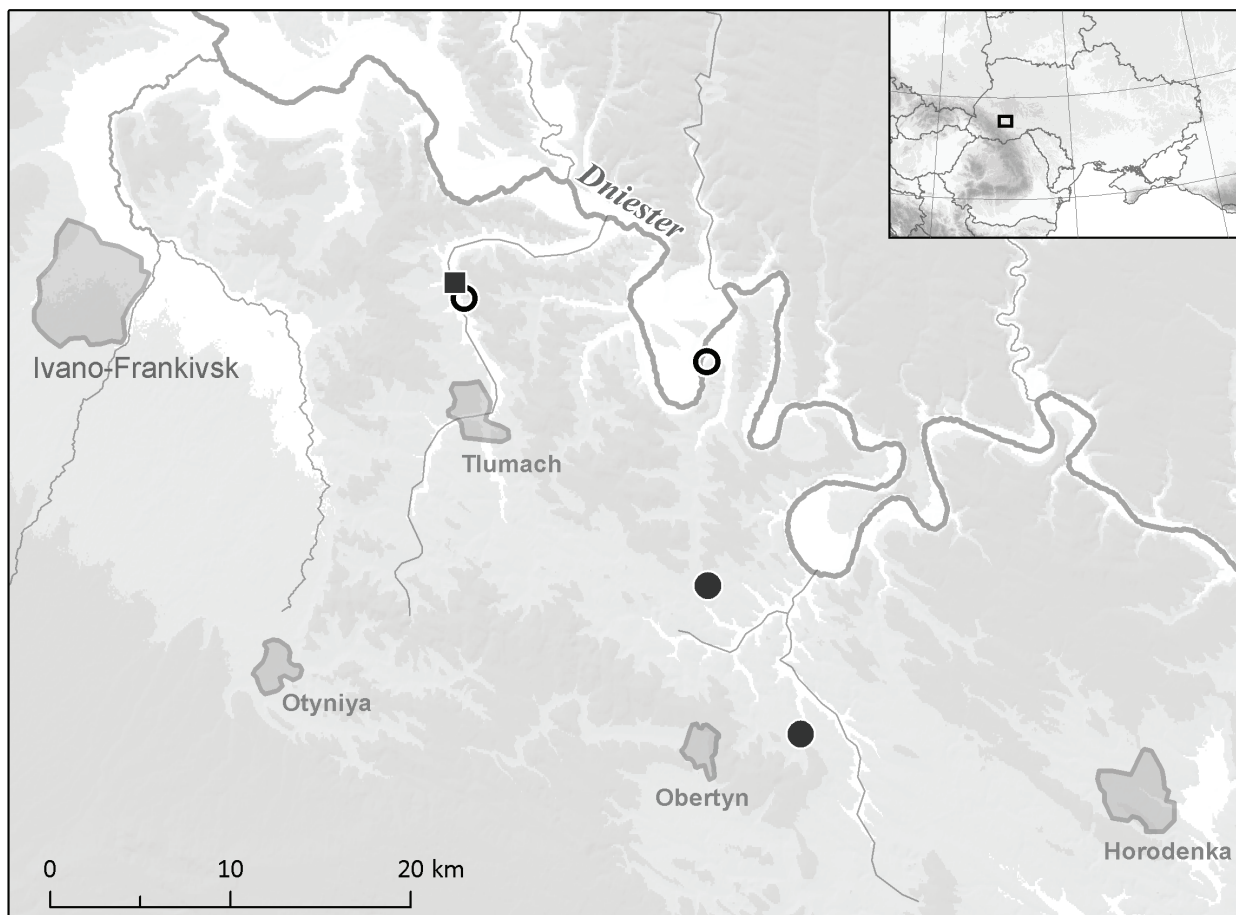 Dniester
Ivano-Frankivsk
Tlumach
Otyniya
Obertyn
Horodenka
0 10 20 km